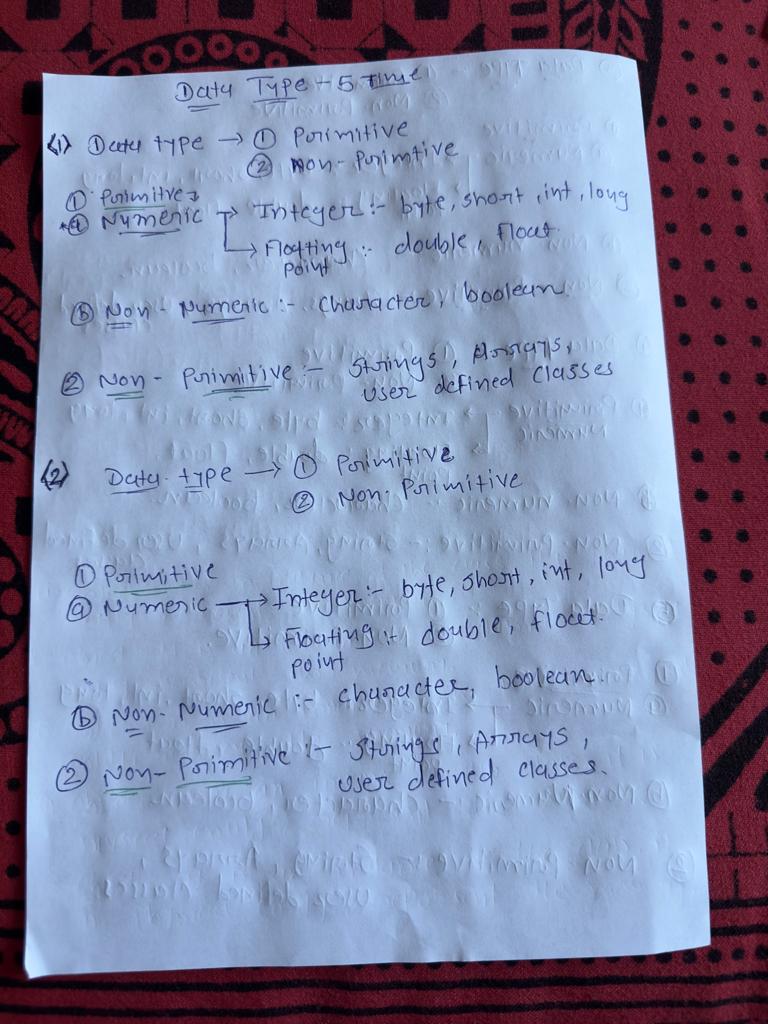 Data Type - 5 Time
<1> Data type → ① Primitive
② Non-Primtive
① Primitve
ⓐ Numeric → Integer :- byte, short, int, long
→ Floating :- double, float.
point
ⓑ Non - Numeric :- Character, boolean.
② Non - Primitive :- Strings, Arrays,
user defined classes
<2> Data type → ① Primitive
② Non-Primitive
① Primitive
ⓐ Numeric → Integer :- byte, short, int, long
→ Floating :- double, float.
point
ⓑ Non-Numeric :- character, boolean.
② Non-Primitive :- Strings, Arrays,
user defined classes.